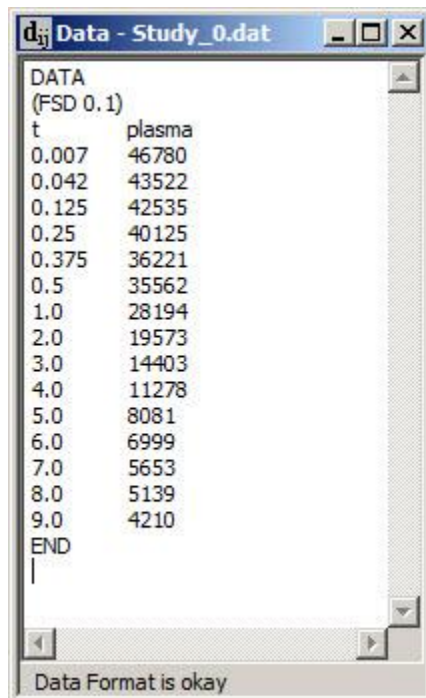 dij Data - Study_0.dat
DATA
(FSD 0.1)
t plasma
0.007 46780
0.042 43522
0.125 42535
0.25 40125
0.375 36221
0.5 35562
1.0 28194
2.0 19573
3.0 14403
4.0 11278
5.0 8081
6.0 6999
7.0 5653
8.0 5139
9.0 4210
END
Data Format is okay